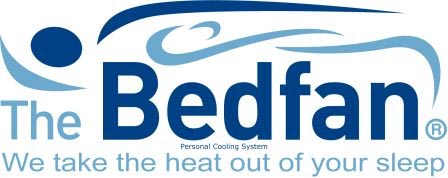 The Bedfan®
Personal Cooling System
We take the heat out of your sleep